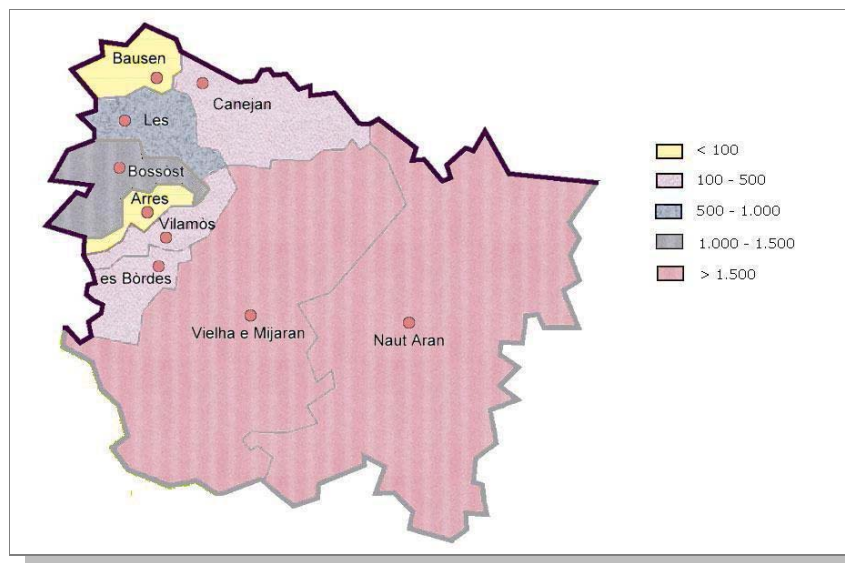 Bausen
Canejan
Les
Bossòst
Arres
Vilamòs
es Bòrdes
Vielha e Mijaran
Naut Aran
< 100
100 - 500
500 - 1.000
1.000 - 1.500
> 1.500